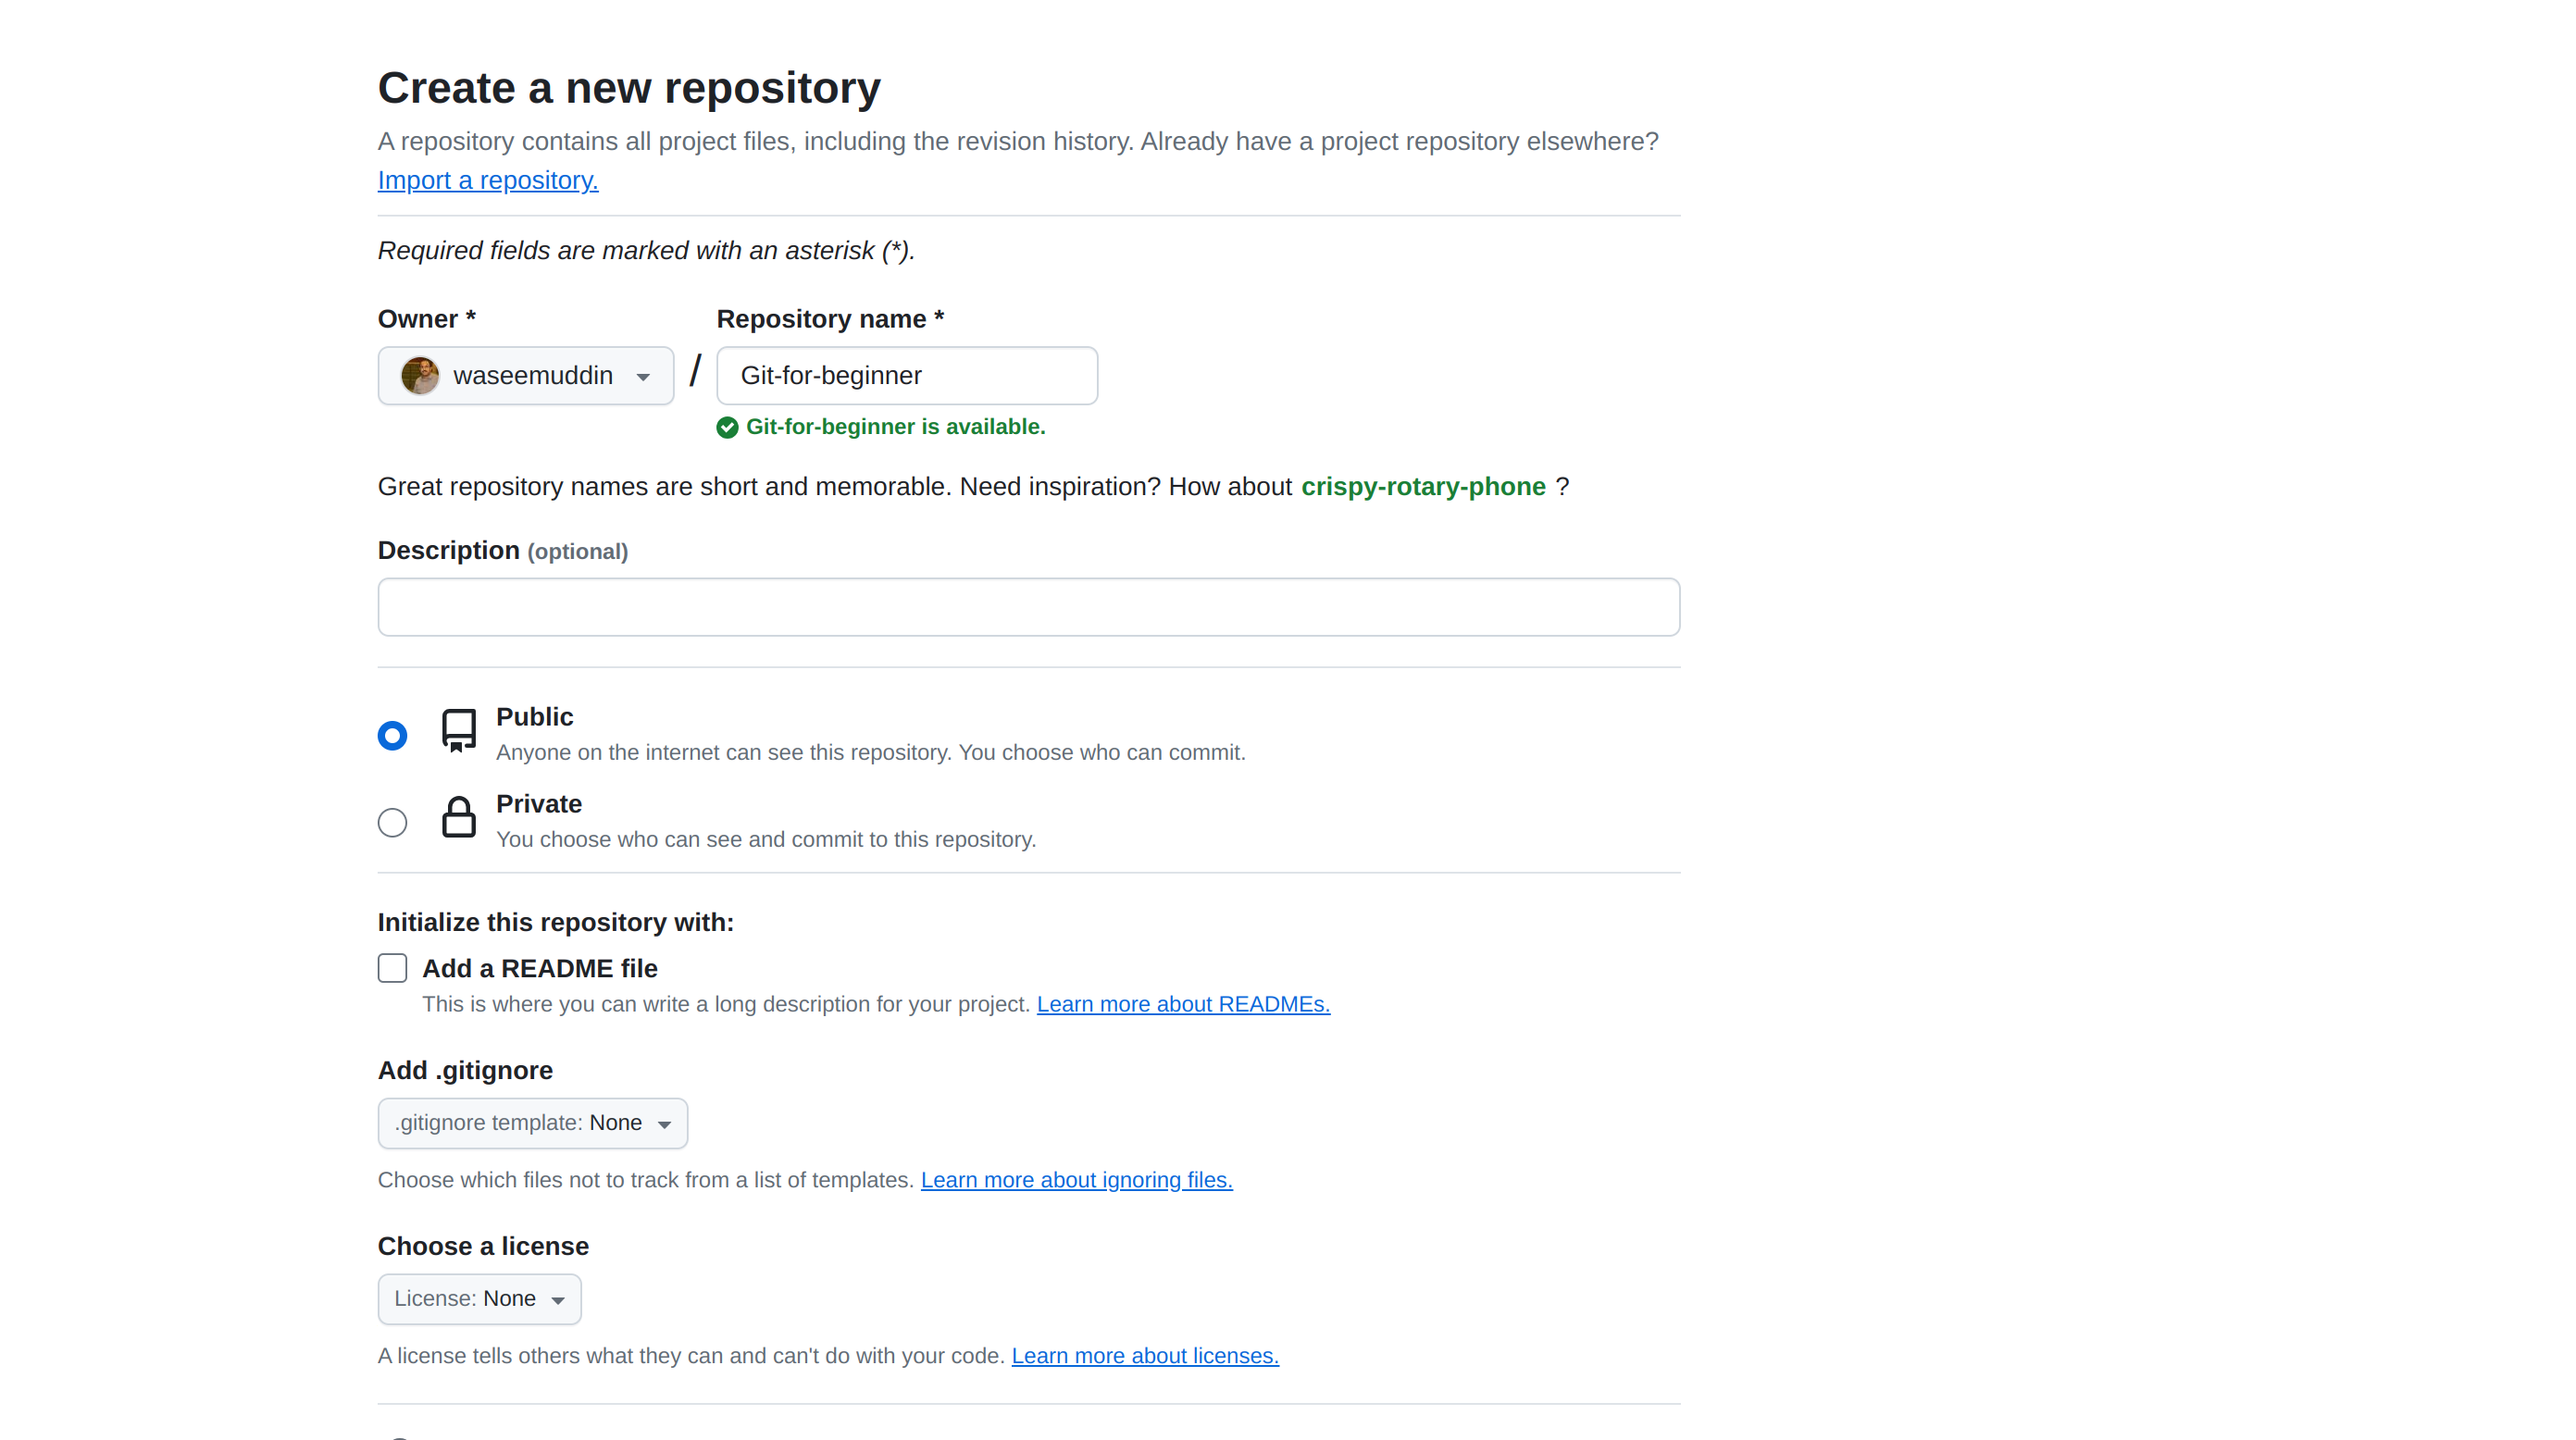 Create a new repository
A repository contains all project files, including the revision history. Already have a project repository elsewhere?
Import a repository.
Required fields are marked with an asterisk (*).
Owner * Repository name *
waseemuddin / Git-for-beginner
Git-for-beginner is available.
Great repository names are short and memorable. Need inspiration? How about crispy-rotary-phone ?
Description (optional)
Public
Anyone on the internet can see this repository. You choose who can commit.
Private
You choose who can see and commit to this repository.
Initialize this repository with:
Add a README file
This is where you can write a long description for your project. Learn more about READMEs.
Add .gitignore
.gitignore template: None
Choose which files not to track from a list of templates. Learn more about ignoring files.
Choose a license
License: None
A license tells others what they can and can't do with your code. Learn more about licenses.